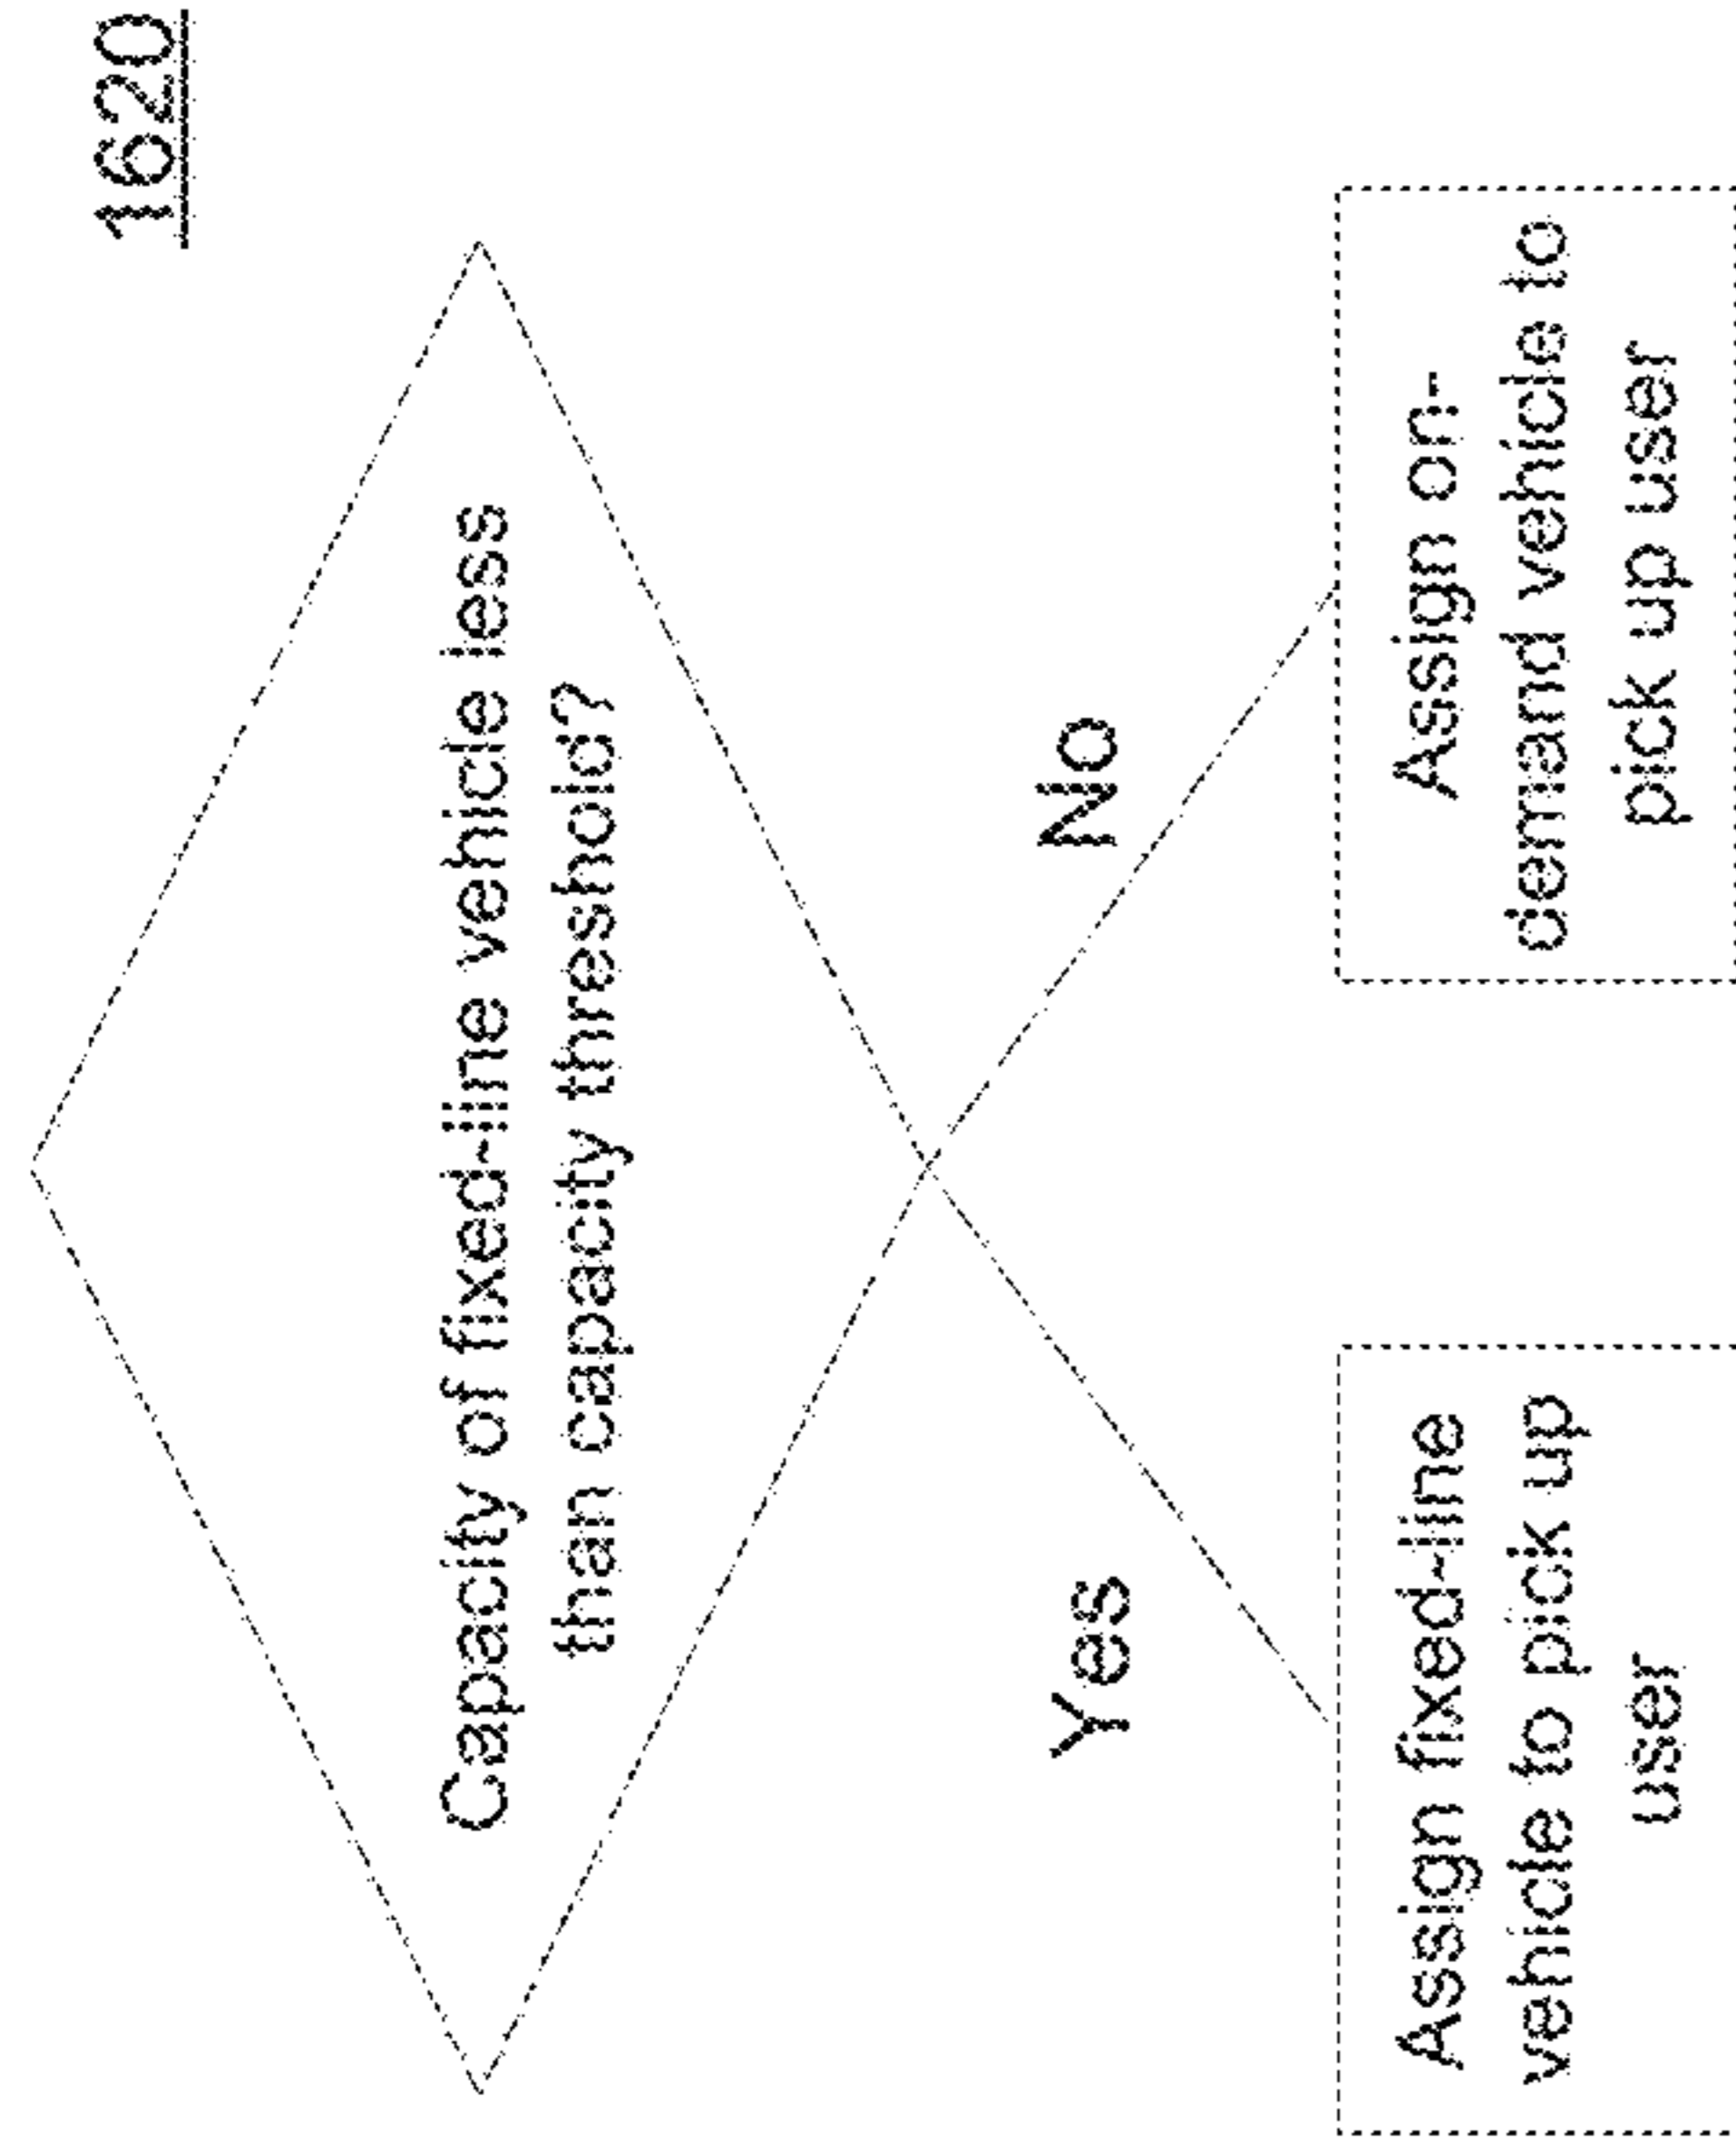 1620
Capacity of fixed-line vehicle less
than capacity threshold?
Yes
No
Assign fixed-line
vehicle to pick up
user
Assign on-
demand vehicle to
pick up user